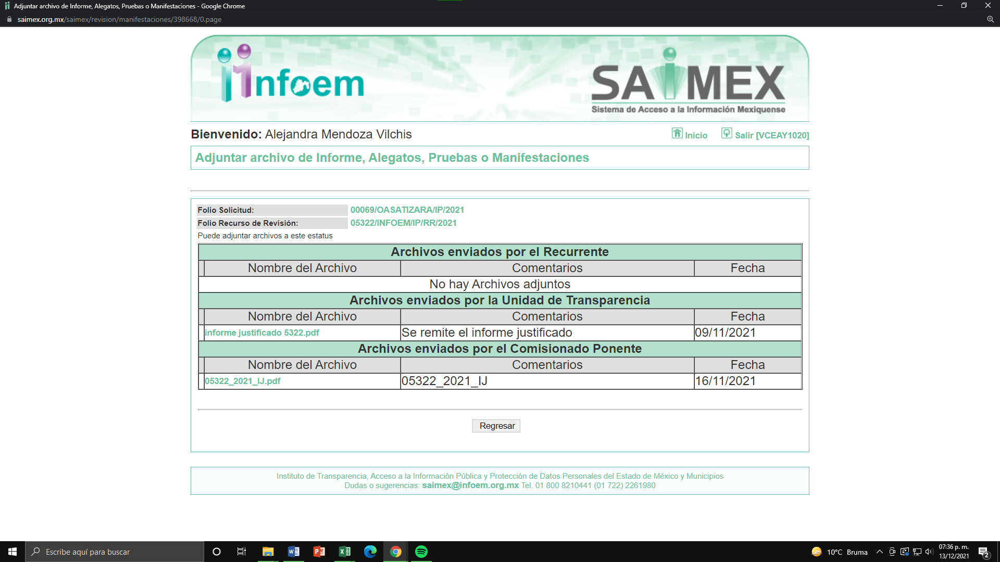 Adjuntar archivo de Informe, Alegatos, Pruebas o Manifestaciones - Google Chrome
saimex.org.mx/saimex/revision/manifestaciones/398668/0.page
infoem
SAIMEX
Sistema de Acceso a la Información Mexiquense
Bienvenido: Alejandra Mendoza Vilchis
Inicio
Salir [VCEAY1020]
Adjuntar archivo de Informe, Alegatos, Pruebas o Manifestaciones
Folio Solicitud: 00069/OASATIZARA/IP/2021
Folio Recurso de Revisión: 05322/INFOEM/IP/RR/2021
Puede adjuntar archivos a este estatus
Archivos enviados por el Recurrente
Nombre del Archivo Comentarios Fecha
No hay Archivos adjuntos
Archivos enviados por la Unidad de Transparencia
Nombre del Archivo Comentarios Fecha
informe justificado 5322.pdf Se remite el informe justificado 09/11/2021
Archivos enviados por el Comisionado Ponente
Nombre del Archivo Comentarios Fecha
05322_2021_IJ.pdf 05322_2021_IJ 16/11/2021
Regresar
Instituto de Transparencia, Acceso a la Información Pública y Protección de Datos Personales del Estado de México y Municipios
Dudas o sugerencias: saimex@infoem.org.mx Tel. 01 800 8210441 (01 722) 2261980
Escribe aquí para buscar
10°C Bruma
07:36 p. m.
13/12/2021
2